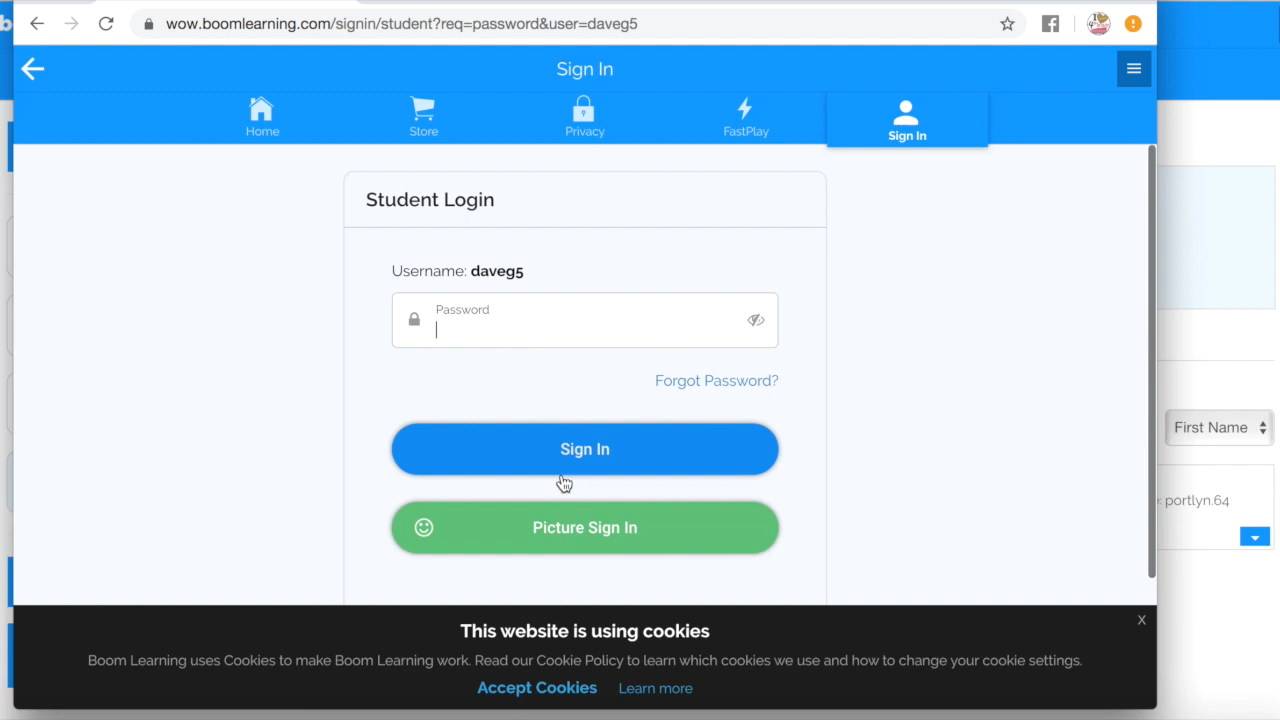 wow.boomlearning.com/signin/student?req=password&user=daveg5
Sign In
Home
Store
Privacy
FastPlay
Sign In
Student Login
Username: daveg5
Password
Forgot Password?
Sign In
Picture Sign In
First Name
: portlyn.64
This website is using cookies
X
Boom Learning uses Cookies to make Boom Learning work. Read our Cookie Policy to learn which cookies we use and how to change your cookie settings.
Accept Cookies
Learn more